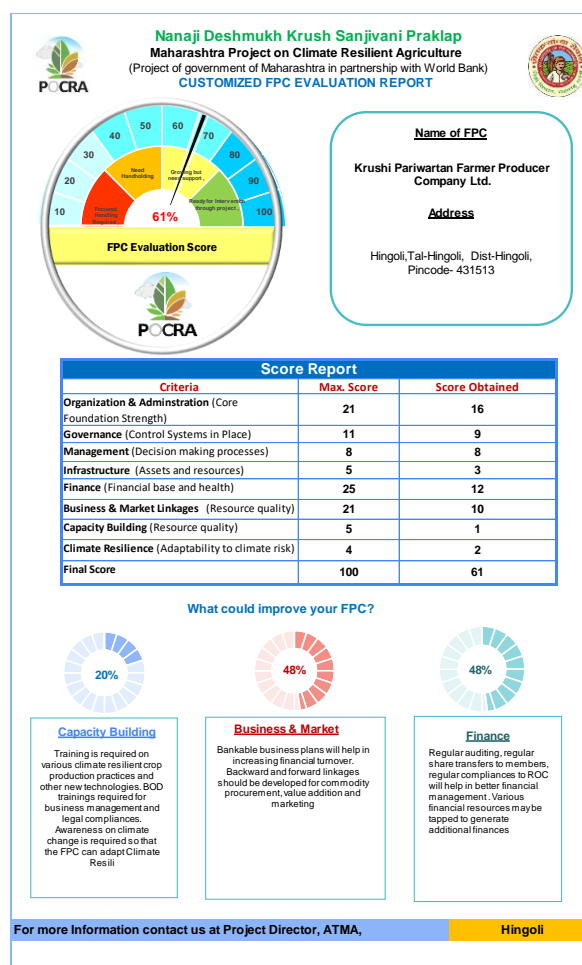 Nanaji Deshmukh Krush Sanjivani Praklap
Maharashtra Project on Climate Resilient Agriculture
(Project of government of Maharashtra in partnership with World Bank)
CUSTOMIZED FPC EVALUATION REPORT
POCRA
10
20
30
40
50
60
70
80
90
100
Need
Handholding
Growing but
need support ,
Handling
Required ,
Ready for Intervention
through project ,
61%
FPC Evaluation Score
POCRA
Name of FPC
Krushi Pariwartan Farmer Producer
Company Ltd.
Address
Hingoli,Tal-Hingoli, Dist-Hingoli,
Pincode- 431513
Score Report
Criteria Max. Score Score Obtained
Organization & Adminstration (Core
Foundation Strength) 21 16
Governance (Control Systems in Place) 11 9
Management (Decision making processes) 8 8
Infrastructure (Assets and resources) 5 3
Finance (Financial base and health) 25 12
Business & Market Linkages (Resource quality) 21 10
Capacity Building (Resource quality) 5 1
Climate Resilience (Adaptability to climate risk) 4 2
Final Score 100 61
What could improve your FPC?
20%
48%
48%
Capacity Building
Training is required on
various climate resilient crop
production practices and
other new technologies. BOD
trainings required for
business management and
legal compliances.
Awareness on climate
change is required so that
the FPC can adapt Climate
Resili
Business & Market
Bankable business plans will help in
increasing financial turnover.
Backward and forward linkages
should be developed for commodity
procurement, value addition and
marketing
Finance
Regular auditing, regular
share transfers to members,
regular compliances to ROC
will help in better financial
management . Various
financial resources may be
tapped to generate
additional finances
For more Information contact us at Project Director, ATMA, Hingoli